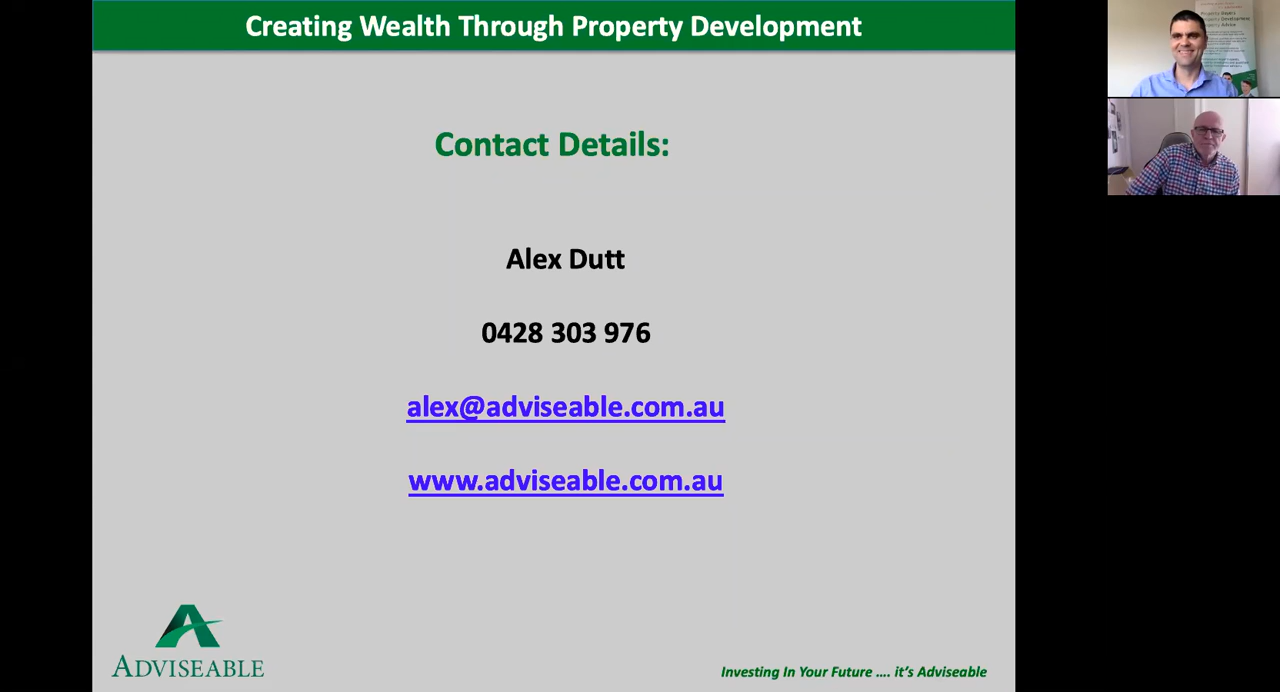 Creating Wealth Through Property Development
Contact Details:
Alex Dutt
0428 303 976
alex@adviseable.com.au
www.adviseable.com.au
ADVISEABLE
Investing In Your Future .... it's Adviseable